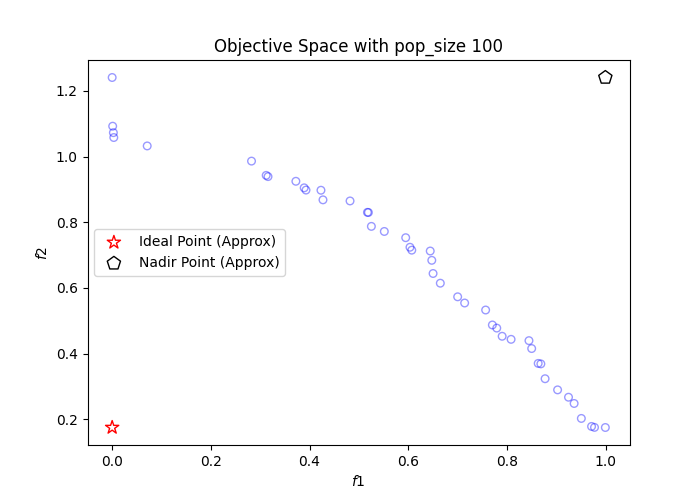 Objective Space with pop_size 100
1.2
1.0
0.8
0.6
0.4
0.2
f2
Ideal Point (Approx)
Nadir Point (Approx)
0.0 0.2 0.4 0.6 0.8 1.0
f1